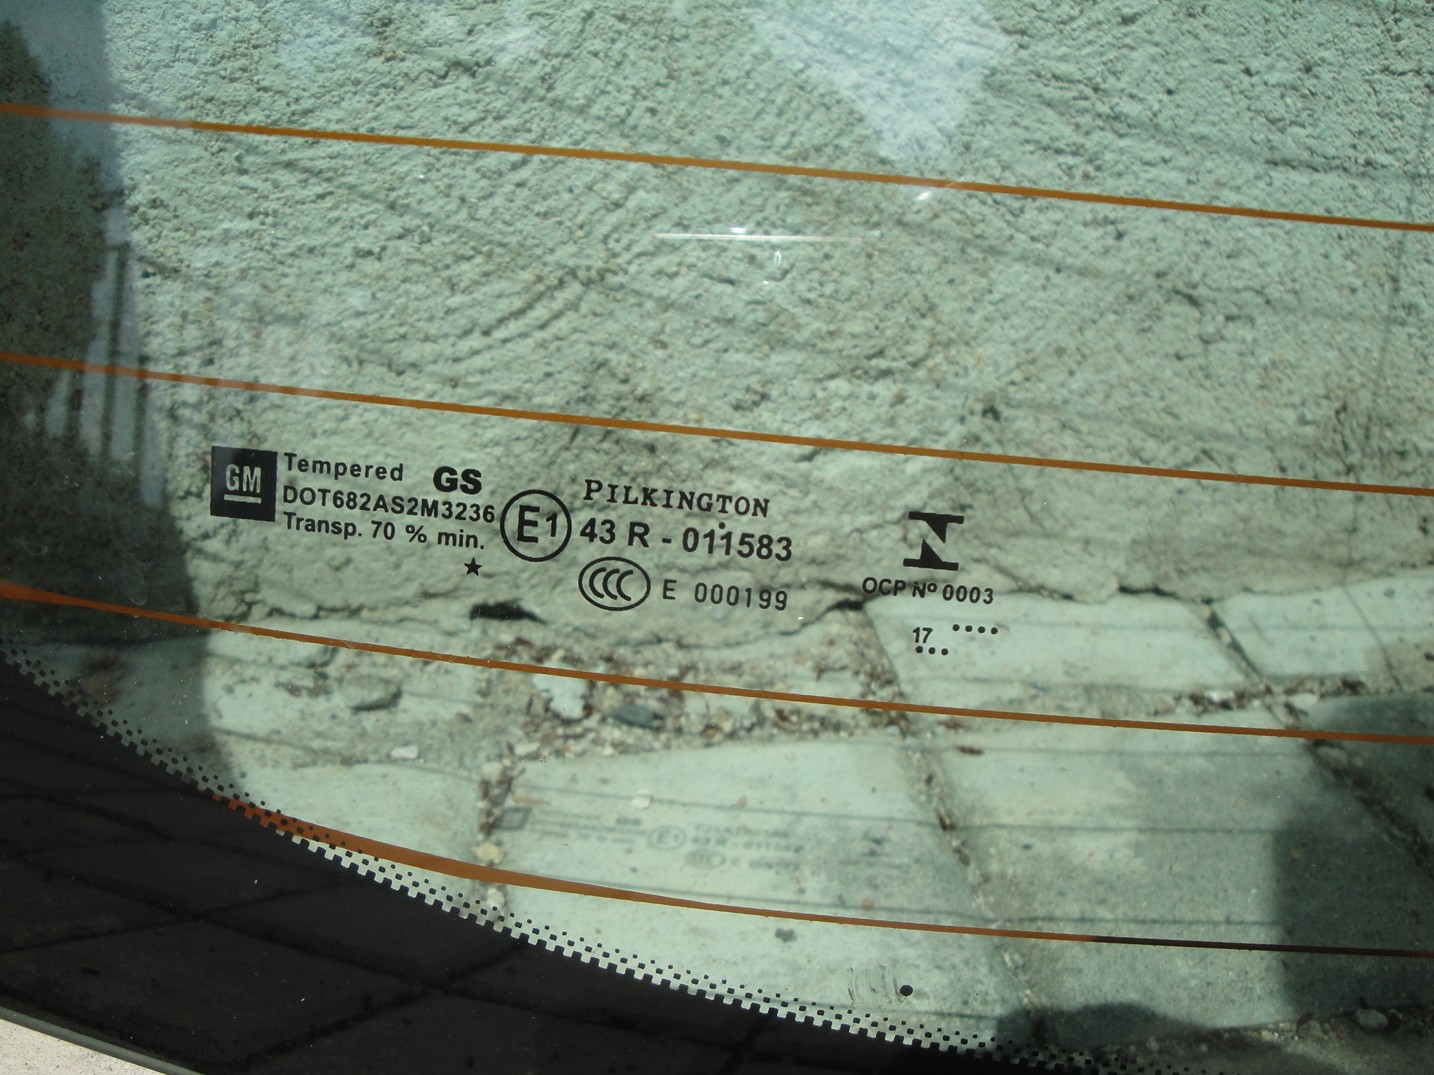 GM
Tempered GS
DOT682AS2M3236
Transp. 70 % min.
E1
PILKINGTON
43 R - 011583
CCC E 000199
N
OCP Nº 0003
17